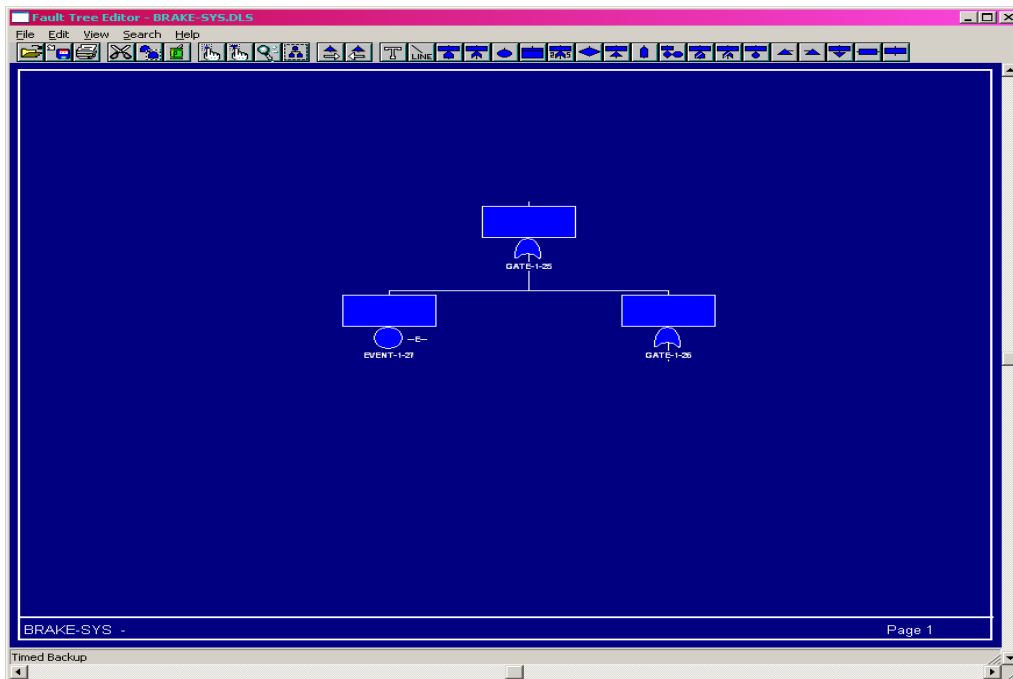 Fault Tree Editor - BRAKE-SYS.DLS
File Edit View Search Help
T LINE
GATE-1-25
EVENT-1-27 —E— GATE-1-26
BRAKE-SYS - Page 1
Timed Backup